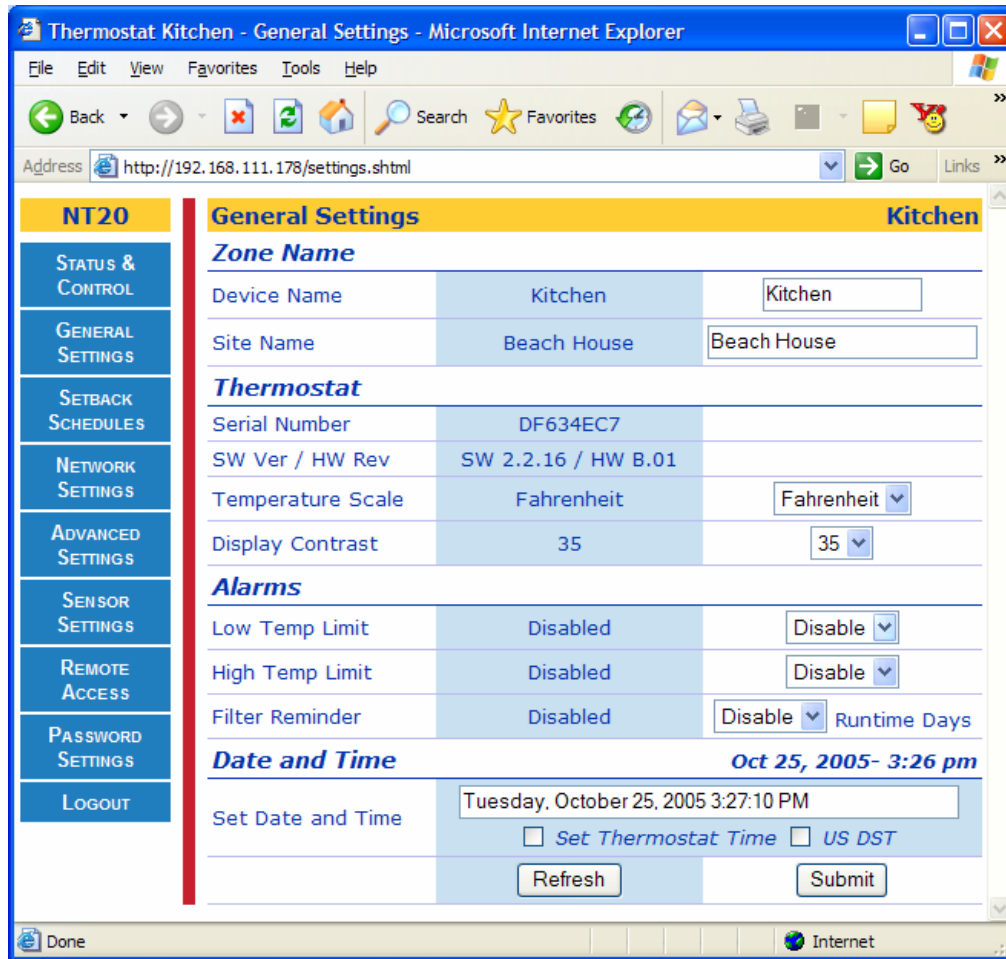 Thermostat Kitchen - General Settings - Microsoft Internet Explorer
File Edit View Favorites Tools Help
Back Search Favorites
Address http://192.168.111.178/settings.shtml Go Links
NT20
STATUS & CONTROL
GENERAL SETTINGS
SETBACK SCHEDULES
NETWORK SETTINGS
ADVANCED SETTINGS
SENSOR SETTINGS
REMOTE ACCESS
PASSWORD SETTINGS
LOGOUT
General Settings Kitchen
Zone Name
Device Name Kitchen Kitchen
Site Name Beach House Beach House
Thermostat
Serial Number DF634EC7
SW Ver / HW Rev SW 2.2.16 / HW B.01
Temperature Scale Fahrenheit Fahrenheit
Display Contrast 35 35
Alarms
Low Temp Limit Disabled Disable
High Temp Limit Disabled Disable
Filter Reminder Disabled Disable Runtime Days
Date and Time Oct 25, 2005- 3:26 pm
Set Date and Time Tuesday, October 25, 2005 3:27:10 PM
Set Thermostat Time US DST
Refresh Submit
Done Internet